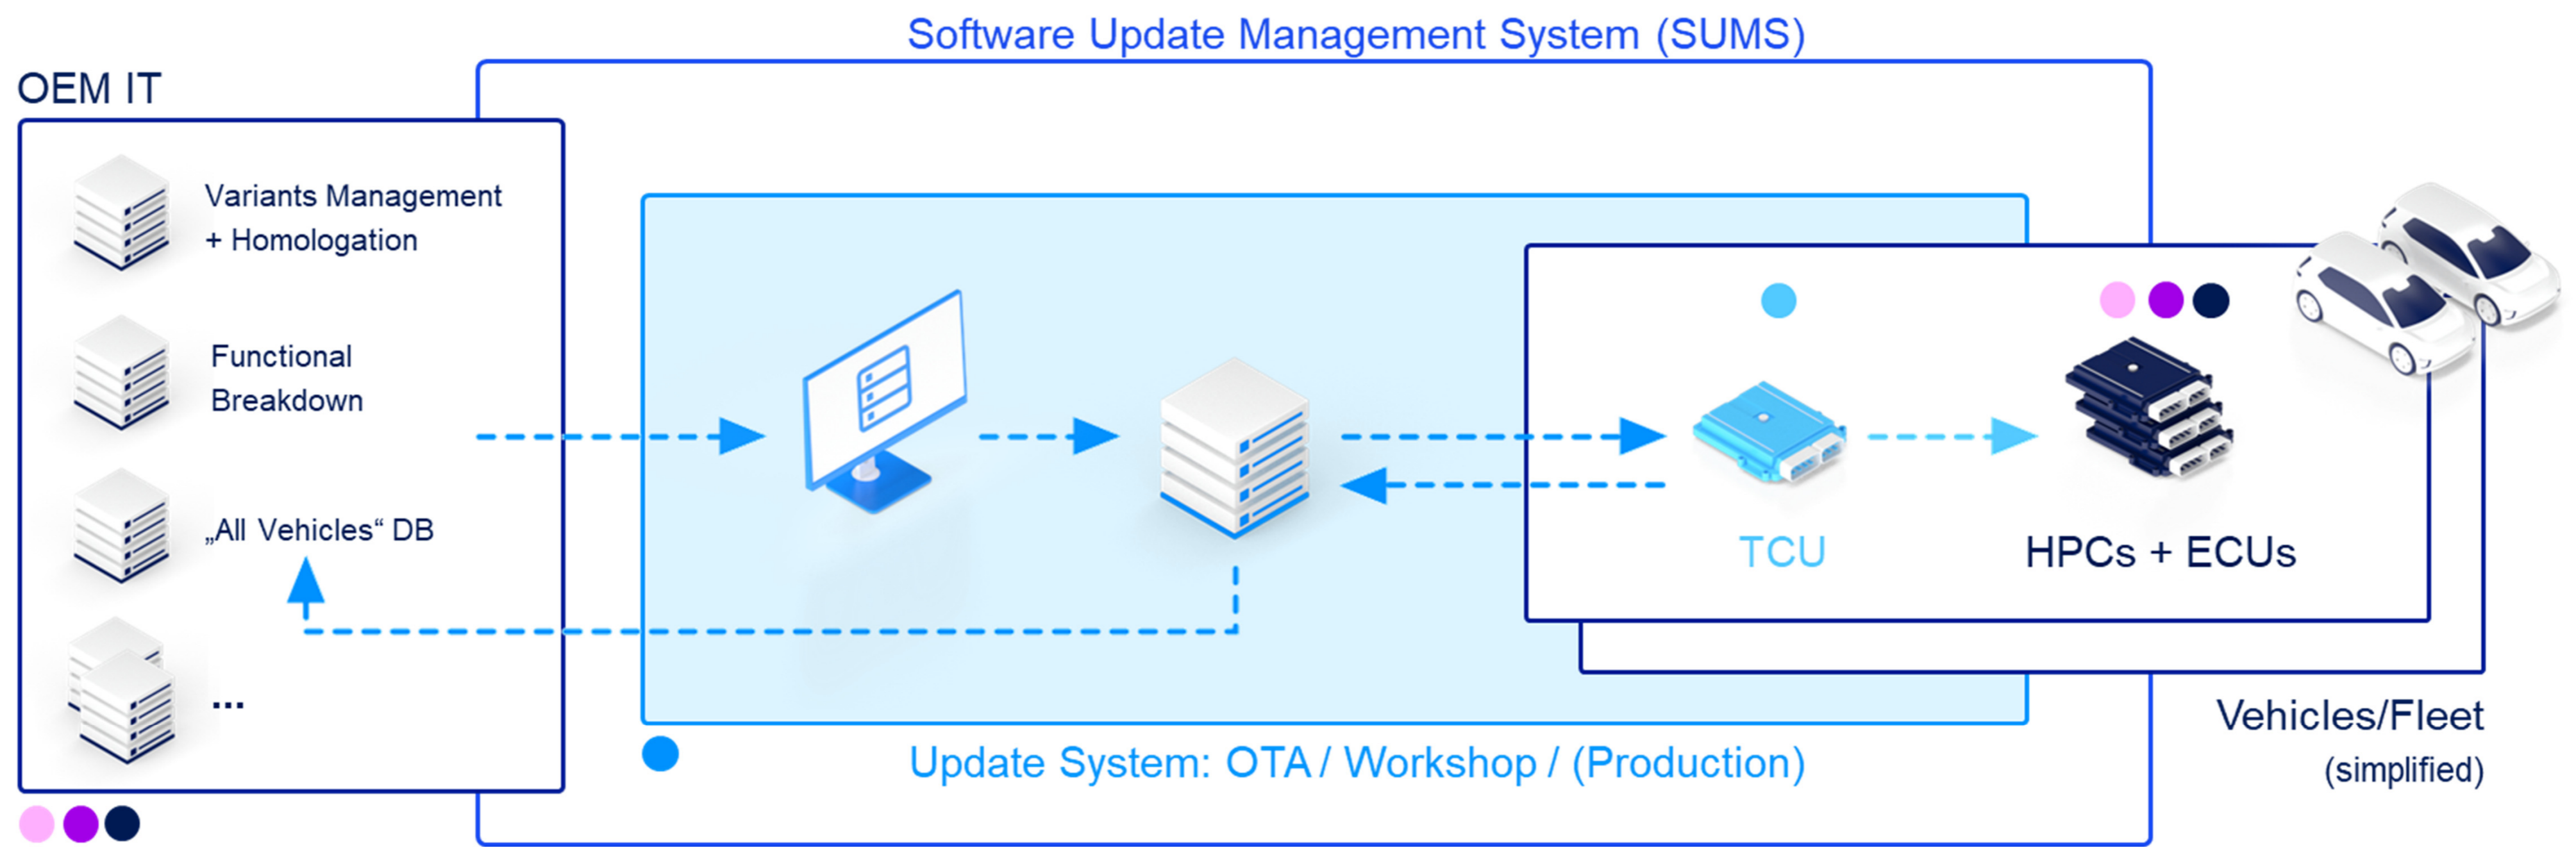 Software Update Management System (SUMS)
OEM IT
Variants Management
+ Homologation
Functional
Breakdown
„All Vehicles“ DB
...
TCU
HPCs + ECUs
Update System: OTA / Workshop / (Production)
Vehicles/Fleet
(simplified)